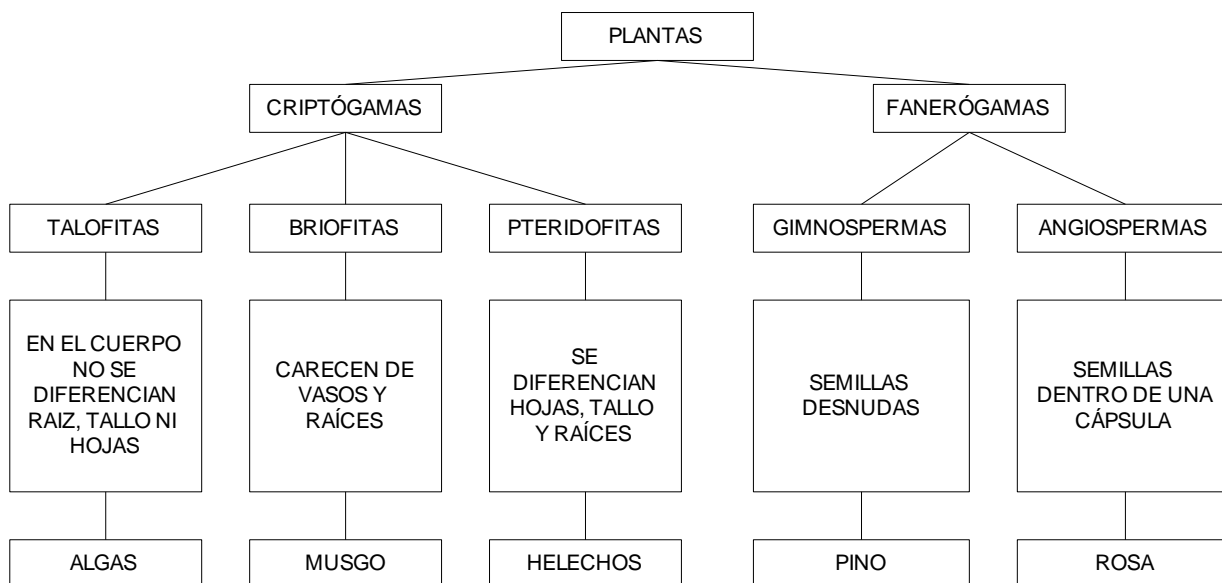 PLANTAS
CRIPTÓGAMAS
FANERÓGAMAS
TALOFITAS
BRIOFITAS
PTERIDOFITAS
GIMNOSPERMAS
ANGIOSPERMAS
EN EL CUERPO
NO SE
DIFERENCIAN
RAIZ, TALLO NI
HOJAS
CARECEN DE
VASOS Y
RAÍCES
SE
DIFERENCIAN
HOJAS, TALLO
Y RAÍCES
SEMILLAS
DESNUDAS
SEMILLAS
DENTRO DE UNA
CÁPSULA
ALGAS
MUSGO
HELECHOS
PINO
ROSA